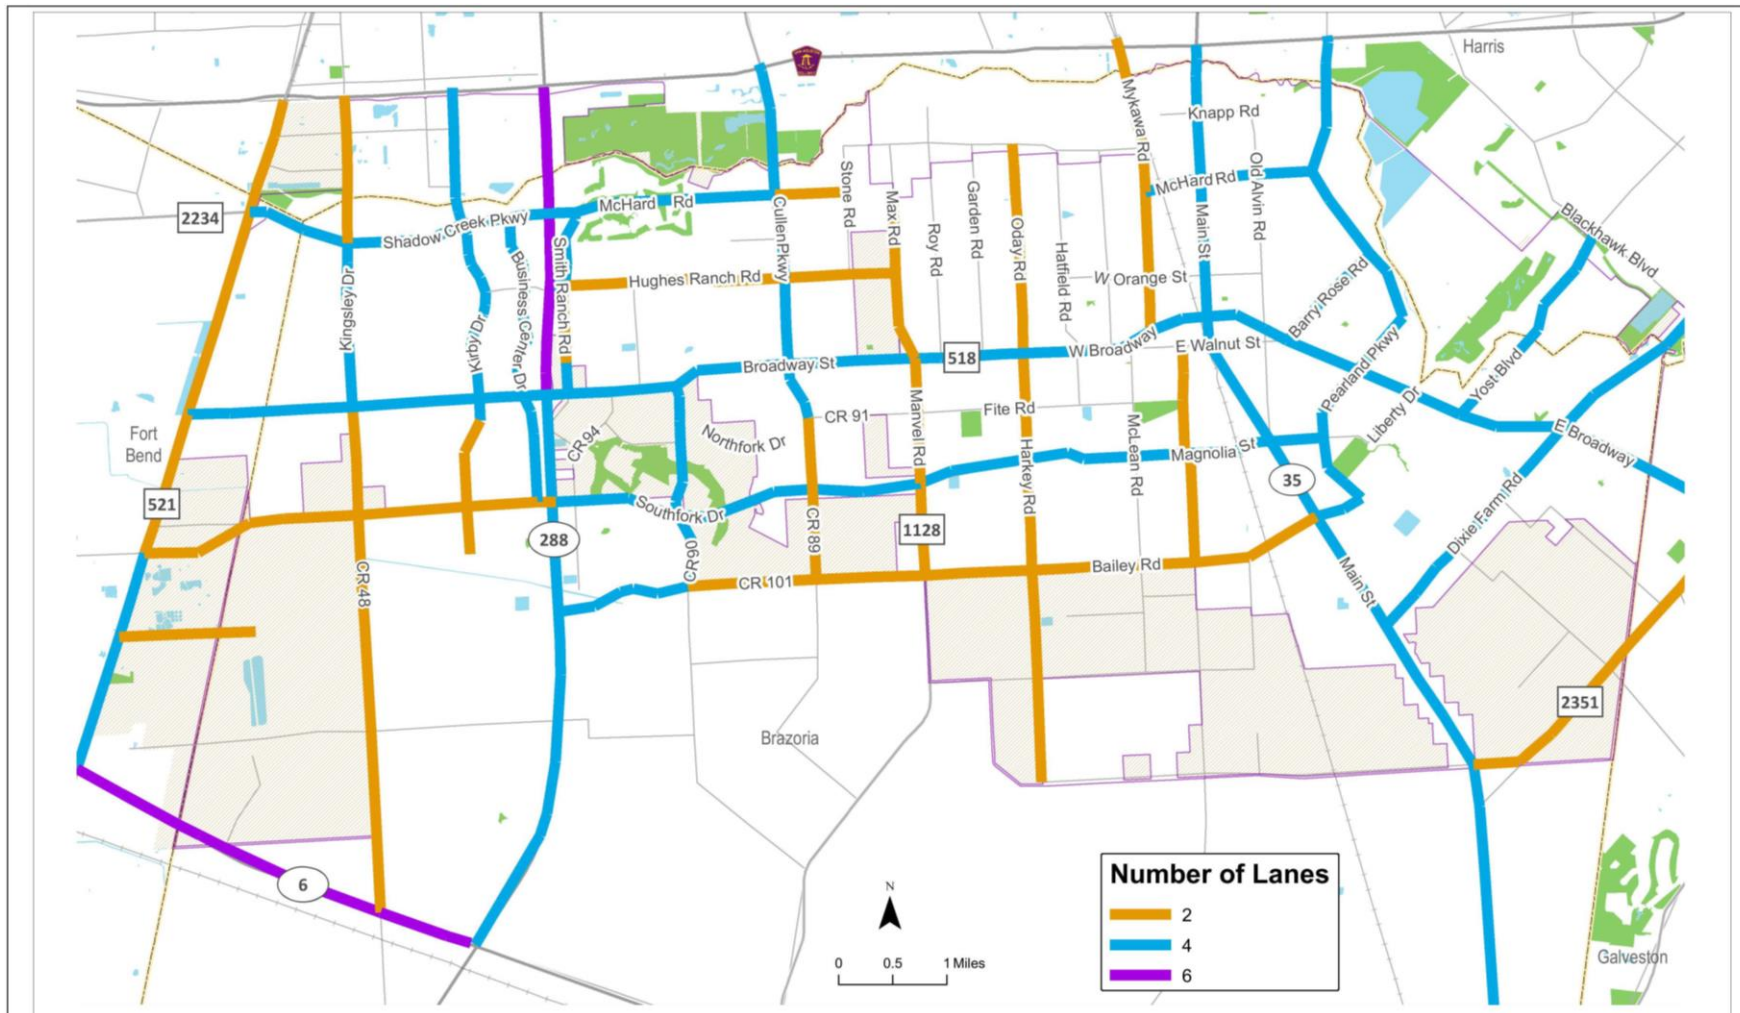 Harris
Mykawa Rd
Knapp Rd
Blackhawk Blvd
2234
Shadow Creek Pkwy
McHard Rd
Stone Rd
Max Rd
Roy Rd
Garden Rd
Oday Rd
Hatfield Rd
McHard Rd
Old Alvin Rd
Main St
Cullen Pkwy
Smith Ranch Rd
Business Center Dr
Kirby Dr
Kingsley Dr
Hughes Ranch Rd
W Orange St
Barry Rose Rd
W Broadway
E Walnut St
518
Broadway St
Pearland Pkwy
Yost Blvd
Liberty Dr
E Broadway
CR 91
Fite Rd
Manvel Rd
McLean Rd
Northfork Dr
CR 94
Fort
Bend
Magnolia St
Harkey Rd
35
521
Southfork Dr
CR 89
1128
Dixie Farm Rd
288
CR 90
CR 48
CR 101
Bailey Rd
Main St
2351
Brazoria
6
N
0 0.5 1 Miles
Number of Lanes
2
4
6
Galveston